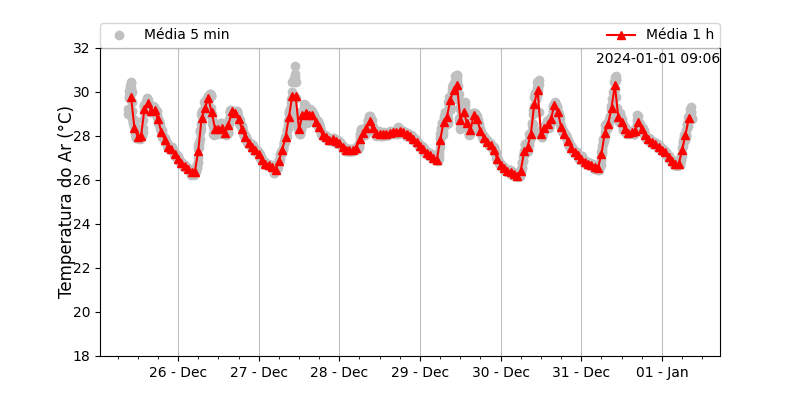 Média 5 min
Média 1 h
2024-01-01 09:06
Temperatura do Ar (°C)
32
30
28
26
24
22
20
18
26 - Dec
27 - Dec
28 - Dec
29 - Dec
30 - Dec
31 - Dec
01 - Jan